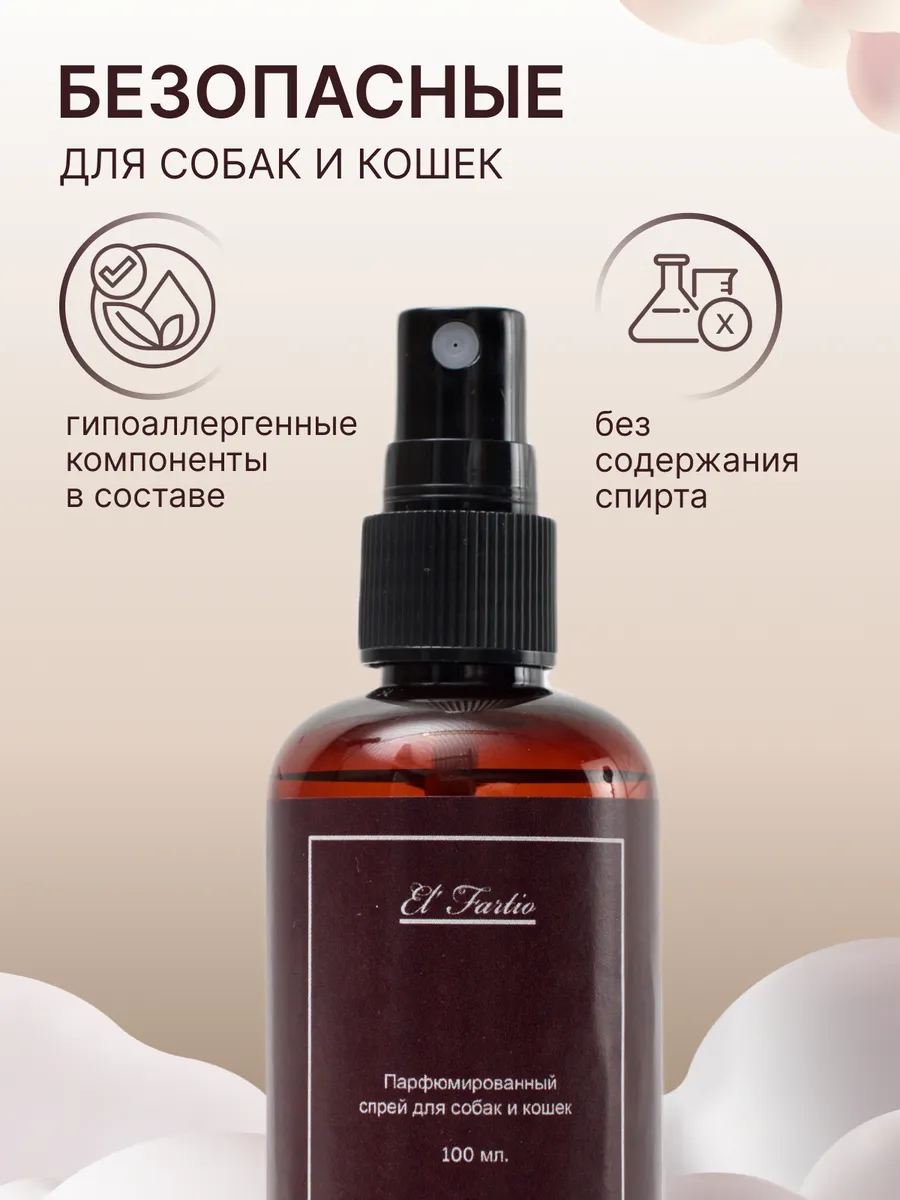 БЕЗОПАСНЫЕ
ДЛЯ СОБАК И КОШЕК
гипоаллергенные
компоненты
в составе
без
содержания
спирта
X
El' Fartio
Парфюмированный
спрей для собак и кошек
100 мл.